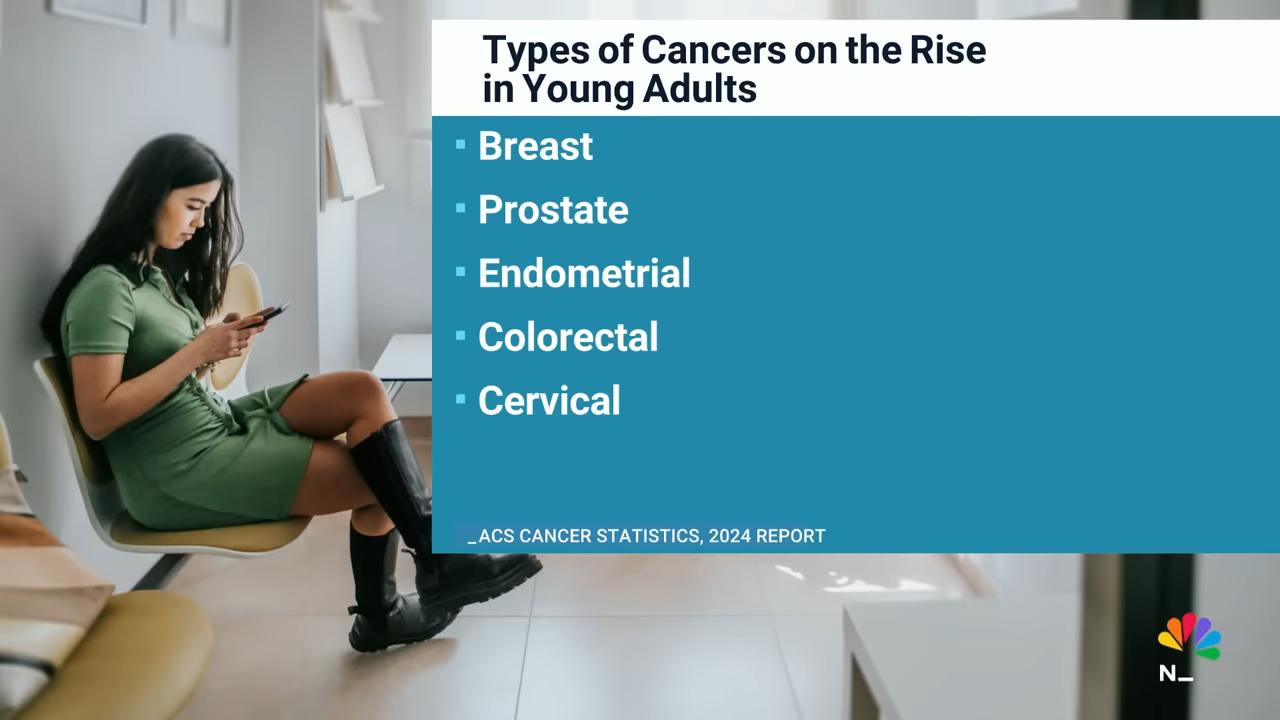 Types of Cancers on the Rise
in Young Adults
Breast
Prostate
Endometrial
Colorectal
Cervical
_ACS CANCER STATISTICS, 2024 REPORT
N_